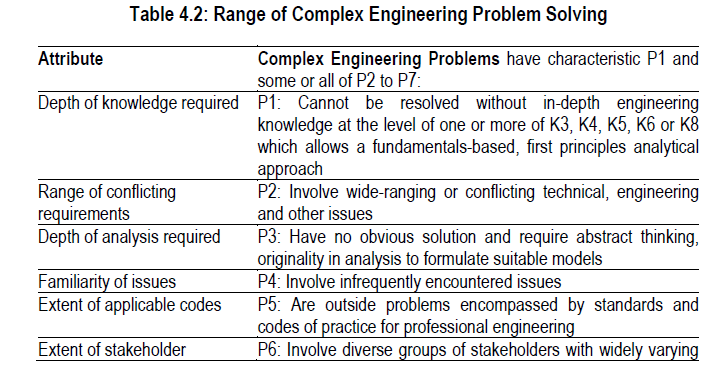 Table 4.2: Range of Complex Engineering Problem Solving
Attribute
Complex Engineering Problems have characteristic P1 and
some or all of P2 to P7:
Depth of knowledge required
P1: Cannot be resolved without in-depth engineering
knowledge at the level of one or more of K3, K4, K5, K6 or K8
which allows a fundamentals-based, first principles analytical
approach
Range of conflicting
requirements
P2: Involve wide-ranging or conflicting technical, engineering
and other issues
Depth of analysis required
P3: Have no obvious solution and require abstract thinking,
originality in analysis to formulate suitable models
Familiarity of issues
P4: Involve infrequently encountered issues
Extent of applicable codes
P5: Are outside problems encompassed by standards and
codes of practice for professional engineering
Extent of stakeholder
P6: Involve diverse groups of stakeholders with widely varying